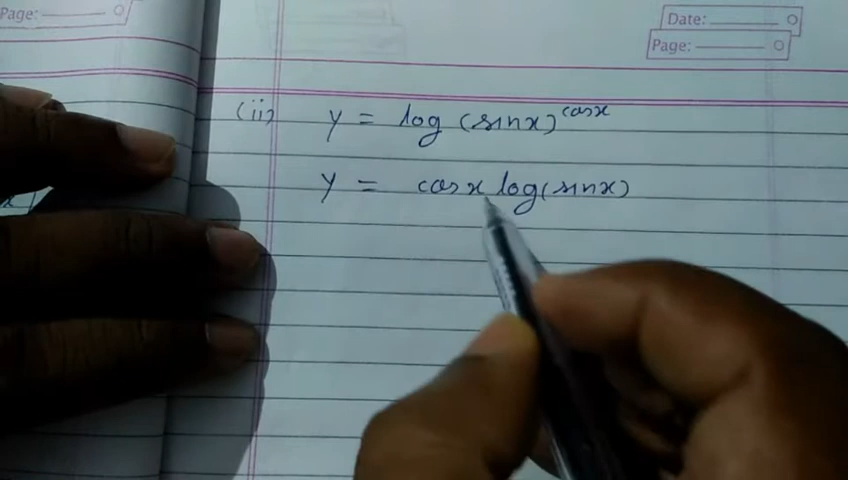 Page:
Date:
Page:
(ii) y = log (sinx)^cosx
y = cosx log(sinx)